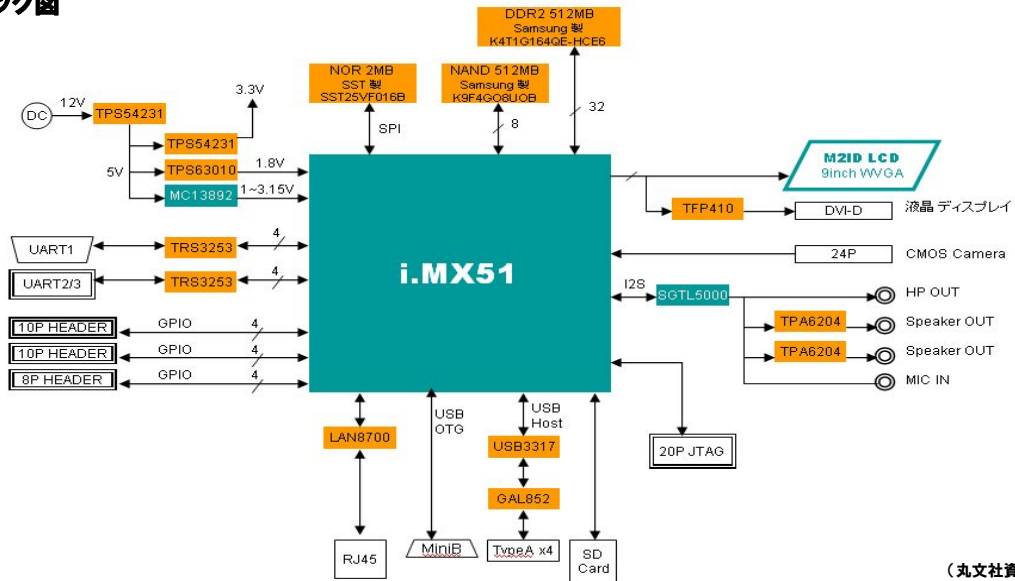 ック図
DDR2 512MB
Samsung 製
K4T1G164QE-HCE6
NOR 2MB
SST 製
SST25VF016B
NAND 512MB
Samsung 製
K9F4G08U0B
3.3V
DC
12V
TPS54231
SPI
8
32
TPS54231
5V
TPS63010
1.8V
MC13892
1~3.15V
M2ID LCD
9inch WVGA
TFP410
DVI-D
液晶 ディスプレイ
UART1
TRS3253
4
24P
CMOS Camera
UART2/3
TRS3253
4
i.MX51
I2S
SGTL5000
HP OUT
10P HEADER
GPIO
4
TPA6204
Speaker OUT
10P HEADER
GPIO
4
TPA6204
Speaker OUT
8P HEADER
GPIO
4
MIC IN
USB
OTG
USB
Host
LAN8700
USB3317
20P JTAG
GAL852
RJ45
MiniB
TypeA x4
SD
Card
（丸文社資